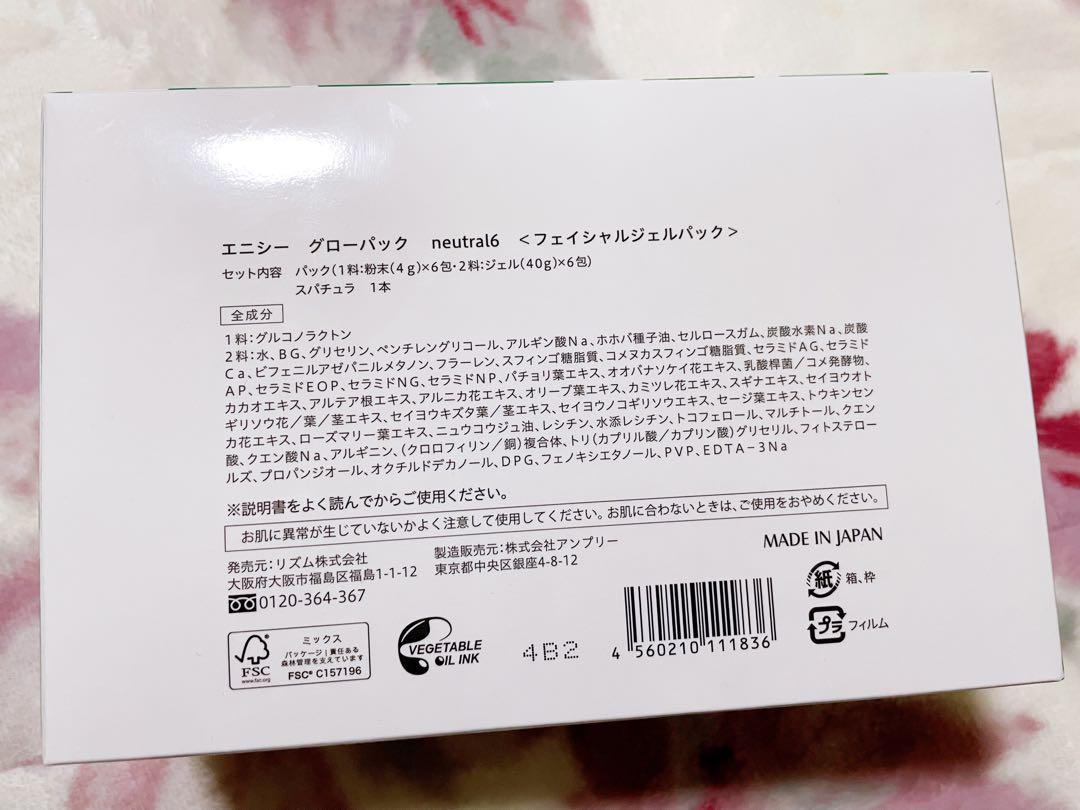 エニシー グローパック neutral6 ＜フェイシャルジェルパック＞
セット内容 パック(1料:粉末(4g)×6包・2料:ジェル(40g)×6包)
スパチュラ 1本
全成分
1料:グルコノラクトン
2料:水、BG、グリセリン、ペンチレングリコール、アルギン酸Na、ホホバ種子油、セルロースガム、炭酸水素Na、炭酸
Ca、ビフェニルアゼパニルメタノン、フラーレン、スフィンゴ糖脂質、コメヌカスフィンゴ糖脂質、セラミドAG、セラミド
AP、セラミドEOP、セラミドNG、セラミドNP、パチョリ葉エキス、オオバナソケイ花エキス、乳酸桿菌／コメ発酵物、
カカオエキス、アルテア根エキス、アルニカ花エキス、オリーブ葉エキス、カミツレ花エキス、スギナエキス、セイヨウオト
ギリソウ花／葉／茎エキス、セイヨウキズタ葉／茎エキス、セイヨウノコギリソウエキス、セージ葉エキス、トウキンセン
カ花エキス、ローズマリー葉エキス、ニュウコウジュ油、レシチン、水添レシチン、トコフェロール、マルチトール、クエン
酸、クエン酸Na、アルギニン、(クロロフィリン／銅)複合体、トリ(カプリル酸／カプリン酸)グリセリル、フィトステロー
ルズ、プロパンジオール、オクチルドデカノール、DPG、フェノキシエタノール、PVP、EDTA－3Na
※説明書をよく読んでからご使用ください。
お肌に異常が生じていないかよく注意して使用してください。お肌に合わないときは、ご使用をおやめください。
発売元:リズム株式会社
大阪府大阪市福島区福島1-1-12
0120-364-367
製造販売元:株式会社アンプリー
東京都中央区銀座4-8-12
MADE IN JAPAN
紙 箱、枠
プラ フィルム
FSC
www.fsc.org
ミックス
パッケージ｜責任ある
森林管理を支えています
FSC® C157196
VEGETABLE
OIL INK
4B2
4 560210 111836